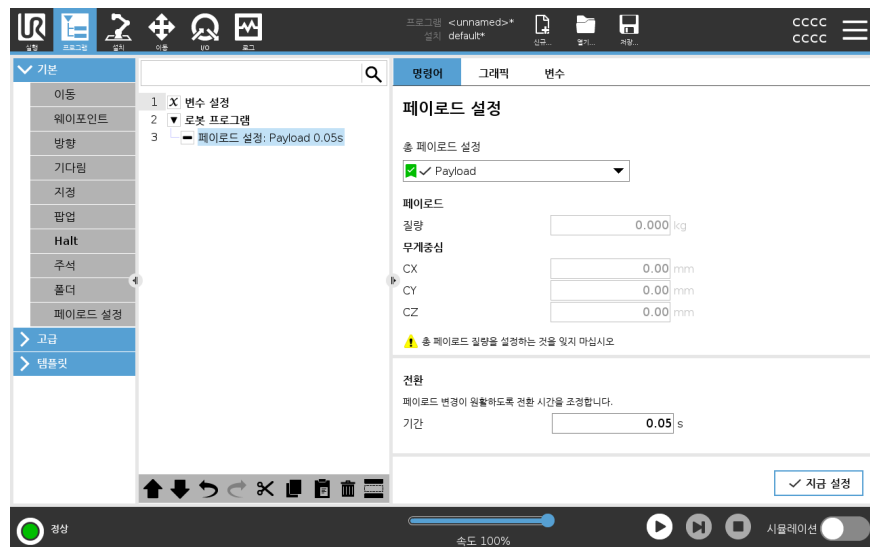 프로그램 <unnamed>*
설치 default*
신규...
열기...
저장...
cccc
cccc
UR
실행
프로그램
설치
이동
I/O
로그
기본
이동
웨이포인트
방향
기다림
지정
팝업
Halt
주석
폴더
페이로드 설정
고급
템플릿
1 X 변수 설정
2 ▼ 로봇 프로그램
3 페이로드 설정: Payload 0.05s
명령어
그래픽
변수
페이로드 설정
총 페이로드 설정
Payload
페이로드
질량 0.000 kg
무게중심
CX 0.00 mm
CY 0.00 mm
CZ 0.00 mm
총 페이로드 질량을 설정하는 것을 잊지 마십시오
전환
페이로드 변경이 원활하도록 전환 시간을 조정합니다.
기간 0.05 s
지금 설정
정상
속도 100%
시뮬레이션